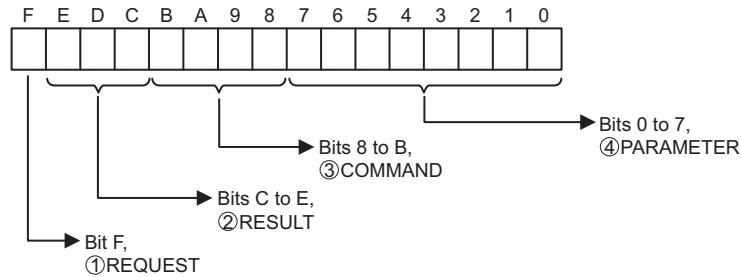 F E D C B A 9 8 7 6 5 4 3 2 1 0
Bits 0 to 7,
④PARAMETER
Bits 8 to B,
③COMMAND
Bits C to E,
②RESULT
Bit F,
①REQUEST